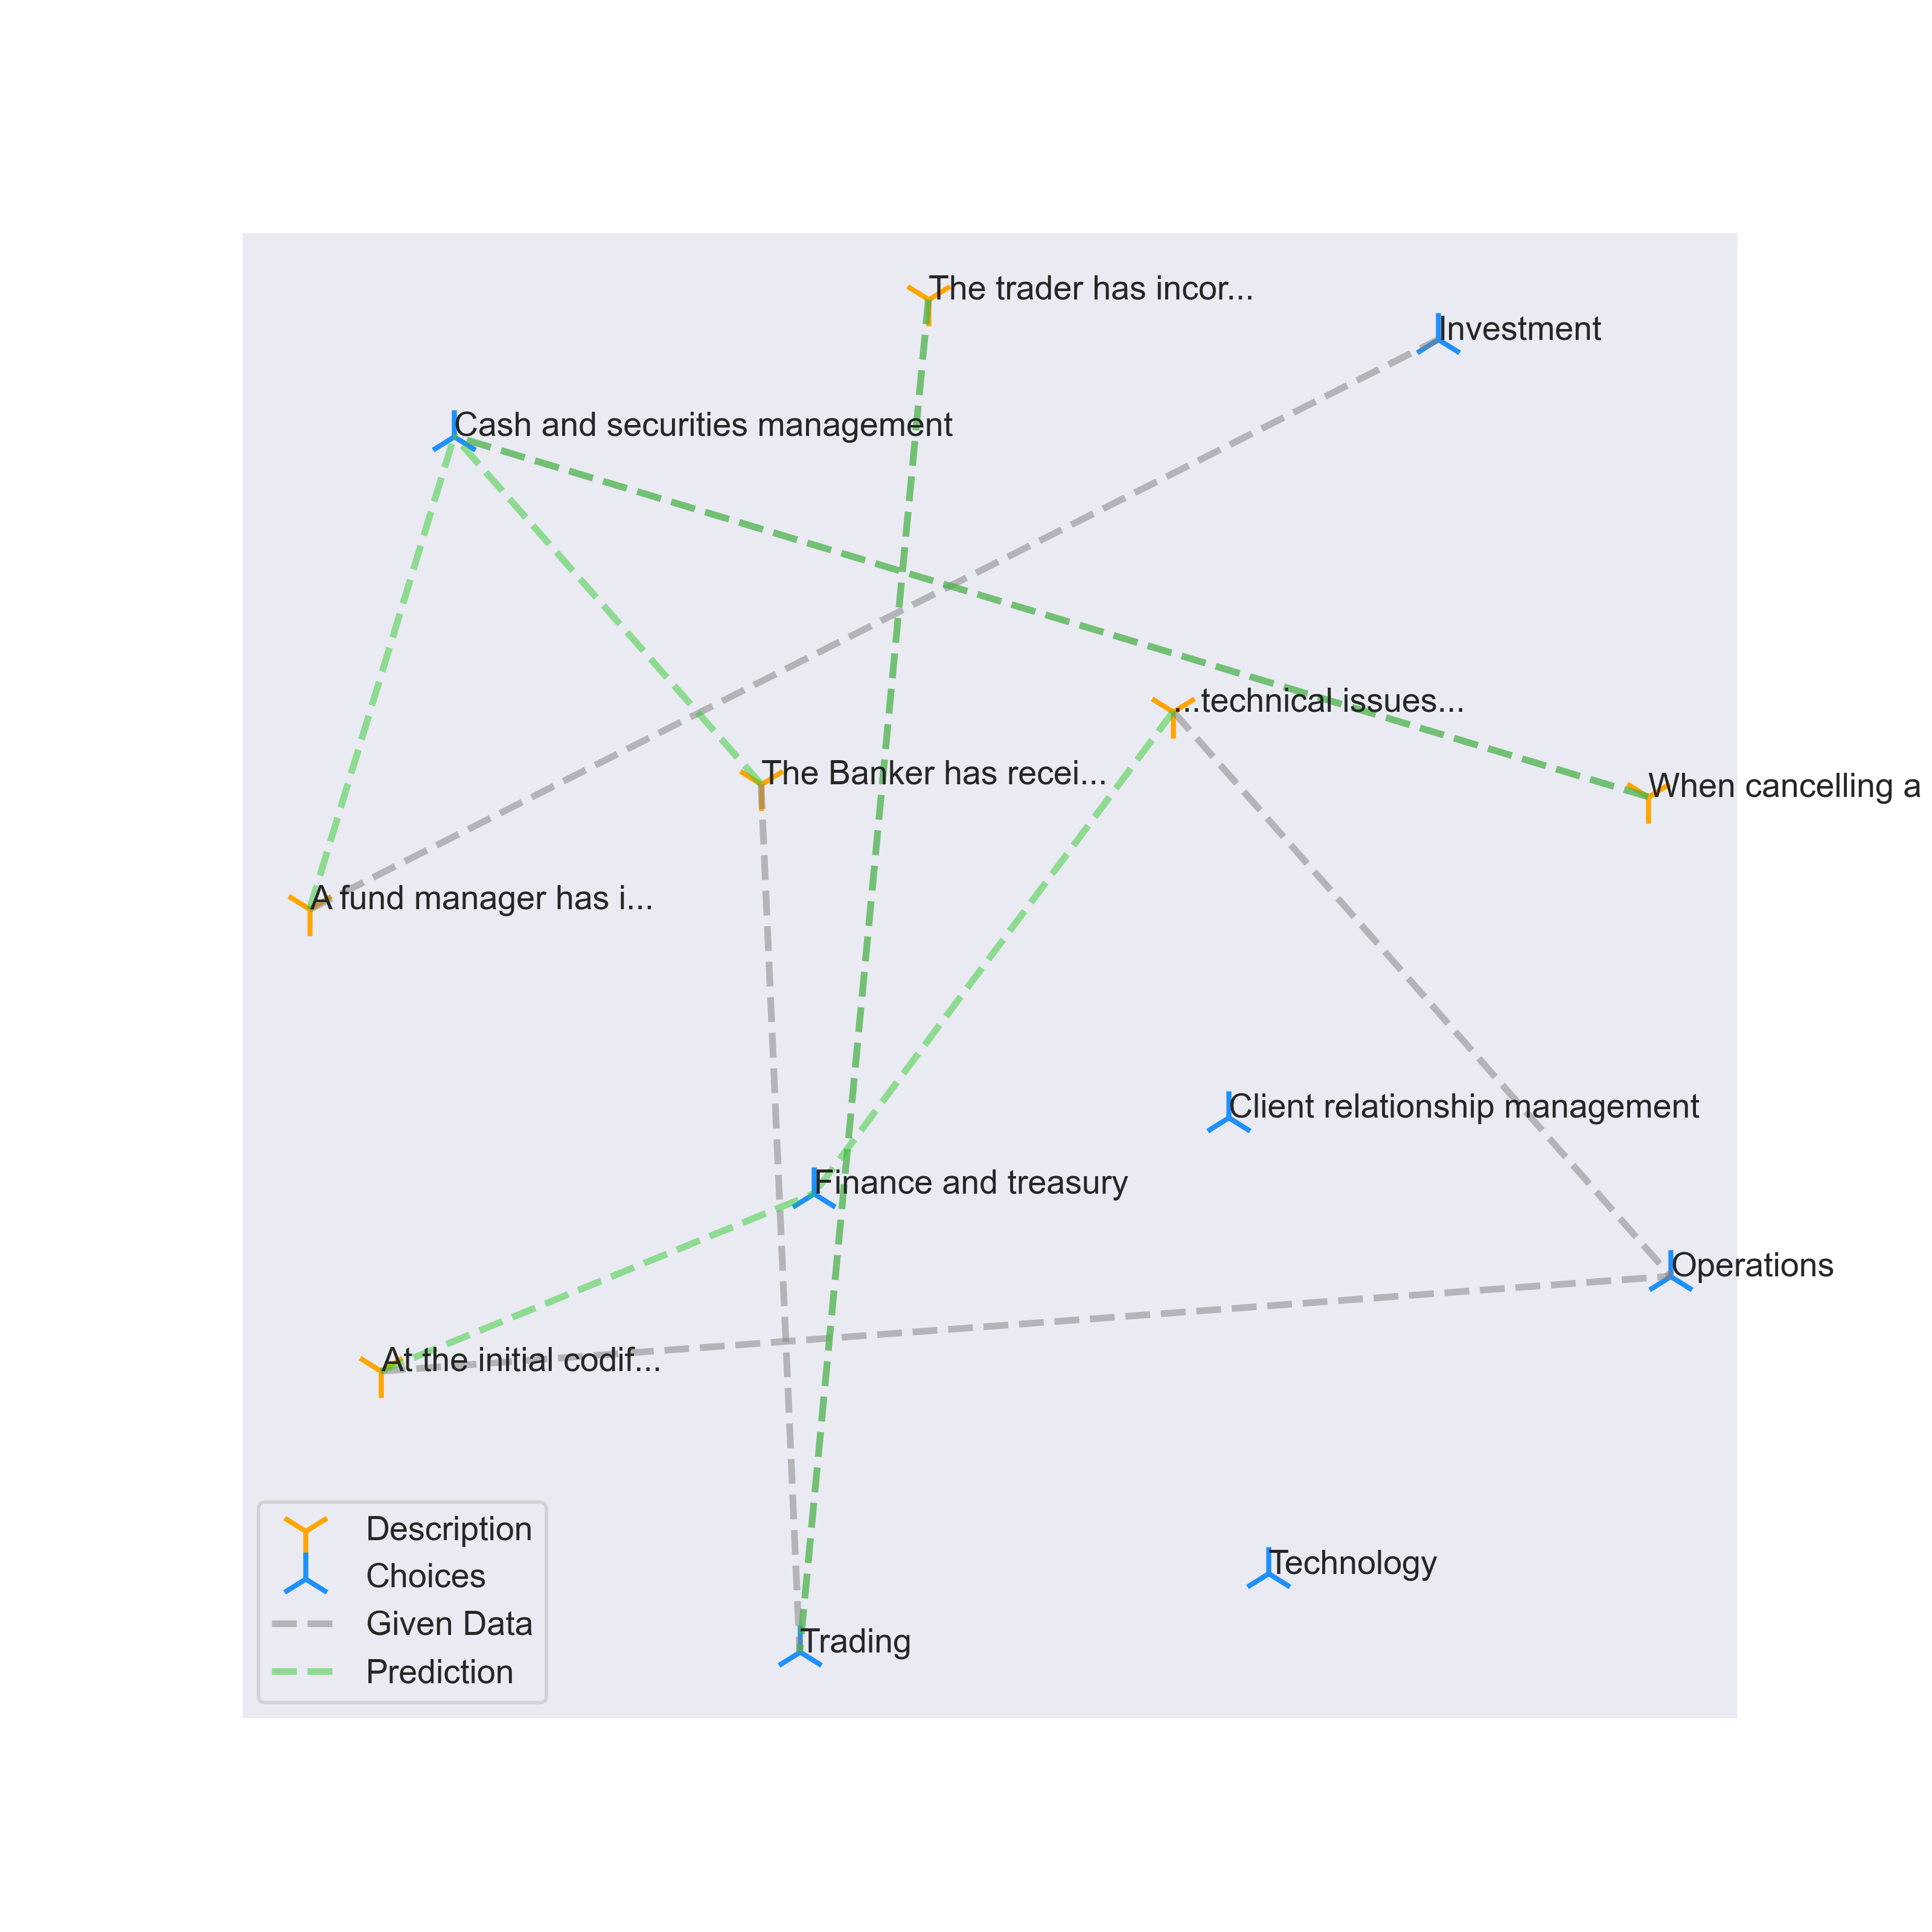 The trader has incor...
Investment
Cash and securities management
...technical issues...
The Banker has recei...
When cancelling a
A fund manager has i...
Client relationship management
Finance and treasury
Operations
At the initial codif...
Description
Choices
Technology
Given Data
Trading
Prediction